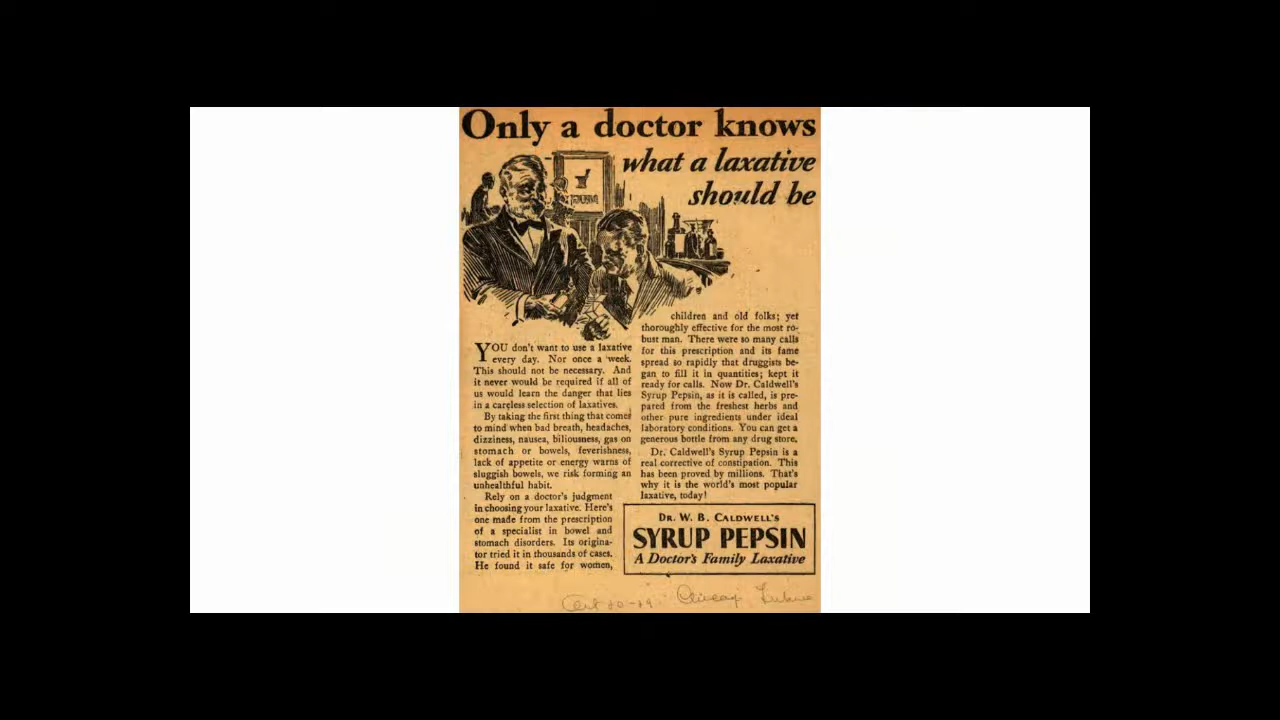 Only a doctor knows
what a laxative
should be
YOU don't want to use a laxative
every day. Nor once a week.
This should not be necessary. And
it never would be required if all of
us would learn the danger that lies
in a careless selection of laxatives.
By taking the first thing that comes
to mind when bad breath, headaches,
dizziness, nausea, biliousness, gas on
stomach or bowels, feverishness,
lack of appetite or energy warns of
sluggish bowels, we risk forming an
unhealthful habit.
Rely on a doctor's judgment
in choosing your laxative. Here's
one made from the prescription
of a specialist in bowel and
stomach disorders. Its origina-
tor tried it in thousands of cases.
He found it safe for women,
children and old folks; yet
thoroughly effective for the most ro-
bust man. There were so many calls
for this prescription and its fame
spread so rapidly that druggists be-
gan to fill it in quantities; kept it
ready for calls. Now Dr. Caldwell's
Syrup Pepsin, as it is called, is pre-
pared from the freshest herbs and
other pure ingredients under ideal
laboratory conditions. You can get a
generous bottle from any drug store.
Dr. Caldwell's Syrup Pepsin is a
real corrective of constipation. This
has been proved by millions. That's
why it is the world's most popular
laxative, today!
DR. W. B. CALDWELL'S
SYRUP PEPSIN
A Doctor's Family Laxative